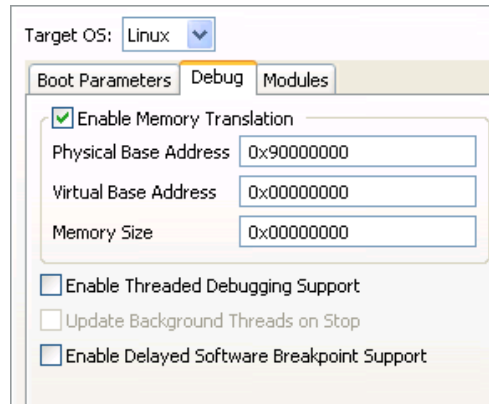 Target OS: Linux
Boot Parameters Debug Modules
Enable Memory Translation
Physical Base Address 0x90000000
Virtual Base Address 0x00000000
Memory Size 0x00000000
Enable Threaded Debugging Support
Update Background Threads on Stop
Enable Delayed Software Breakpoint Support